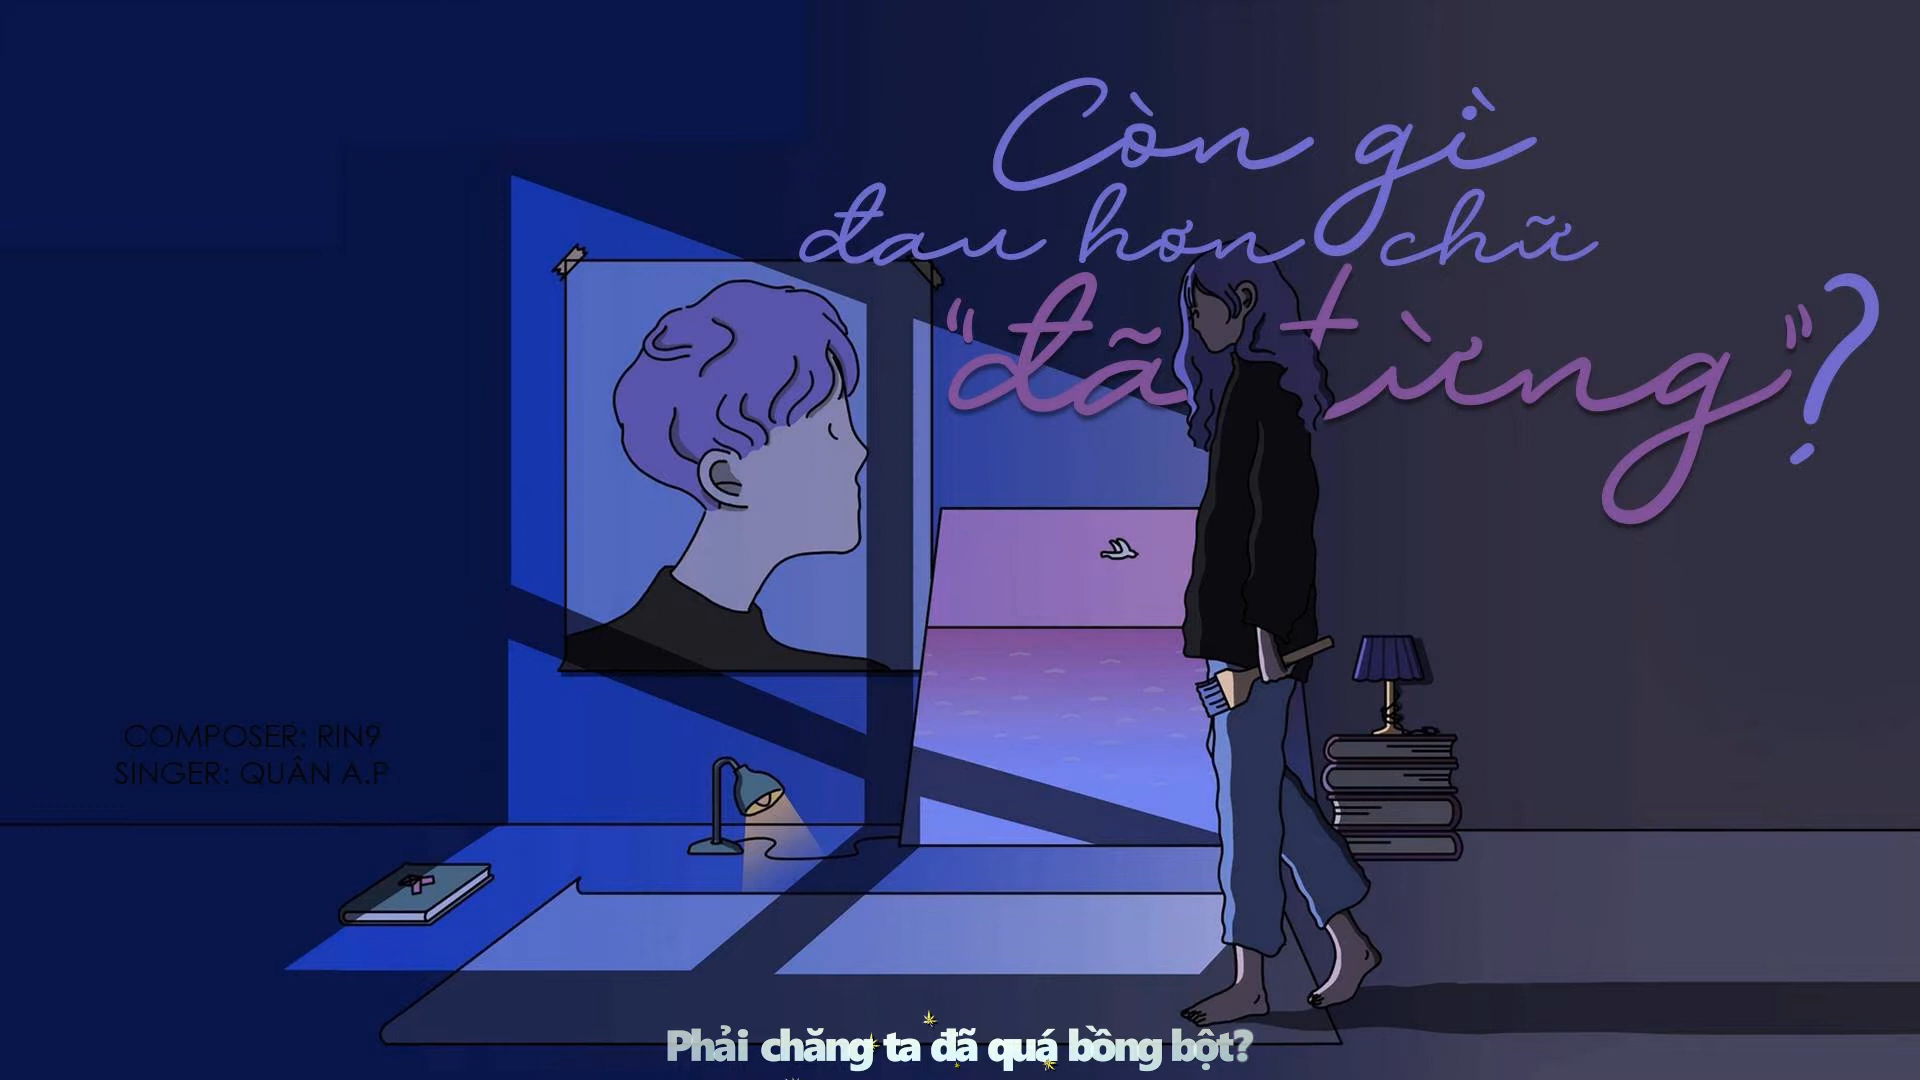 Còn gì
đau hơn chữ
"đã từng"?
COMPOSER: RIN9
SINGER: QUÂN A.P
Phải chăng ta đã quá bồng bột?